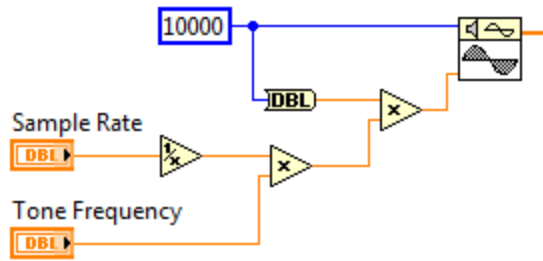 10000
DBL
Sample Rate
DBL
1/x
x
x
Tone Frequency
DBL